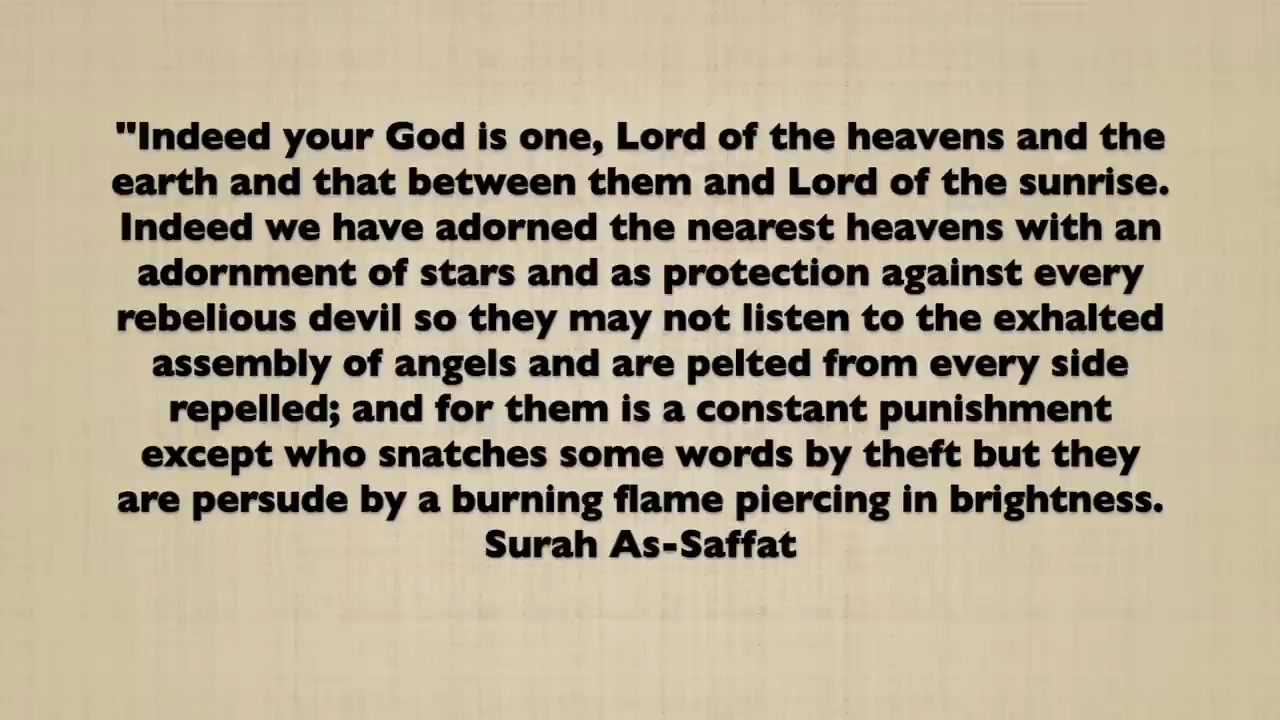 "Indeed your God is one, Lord of the heavens and the
earth and that between them and Lord of the sunrise.
Indeed we have adorned the nearest heavens with an
adornment of stars and as protection against every
rebelious devil so they may not listen to the exhalted
assembly of angels and are pelted from every side
repelled; and for them is a constant punishment
except who snatches some words by theft but they
are persude by a burning flame piercing in brightness.
Surah As-Saffat